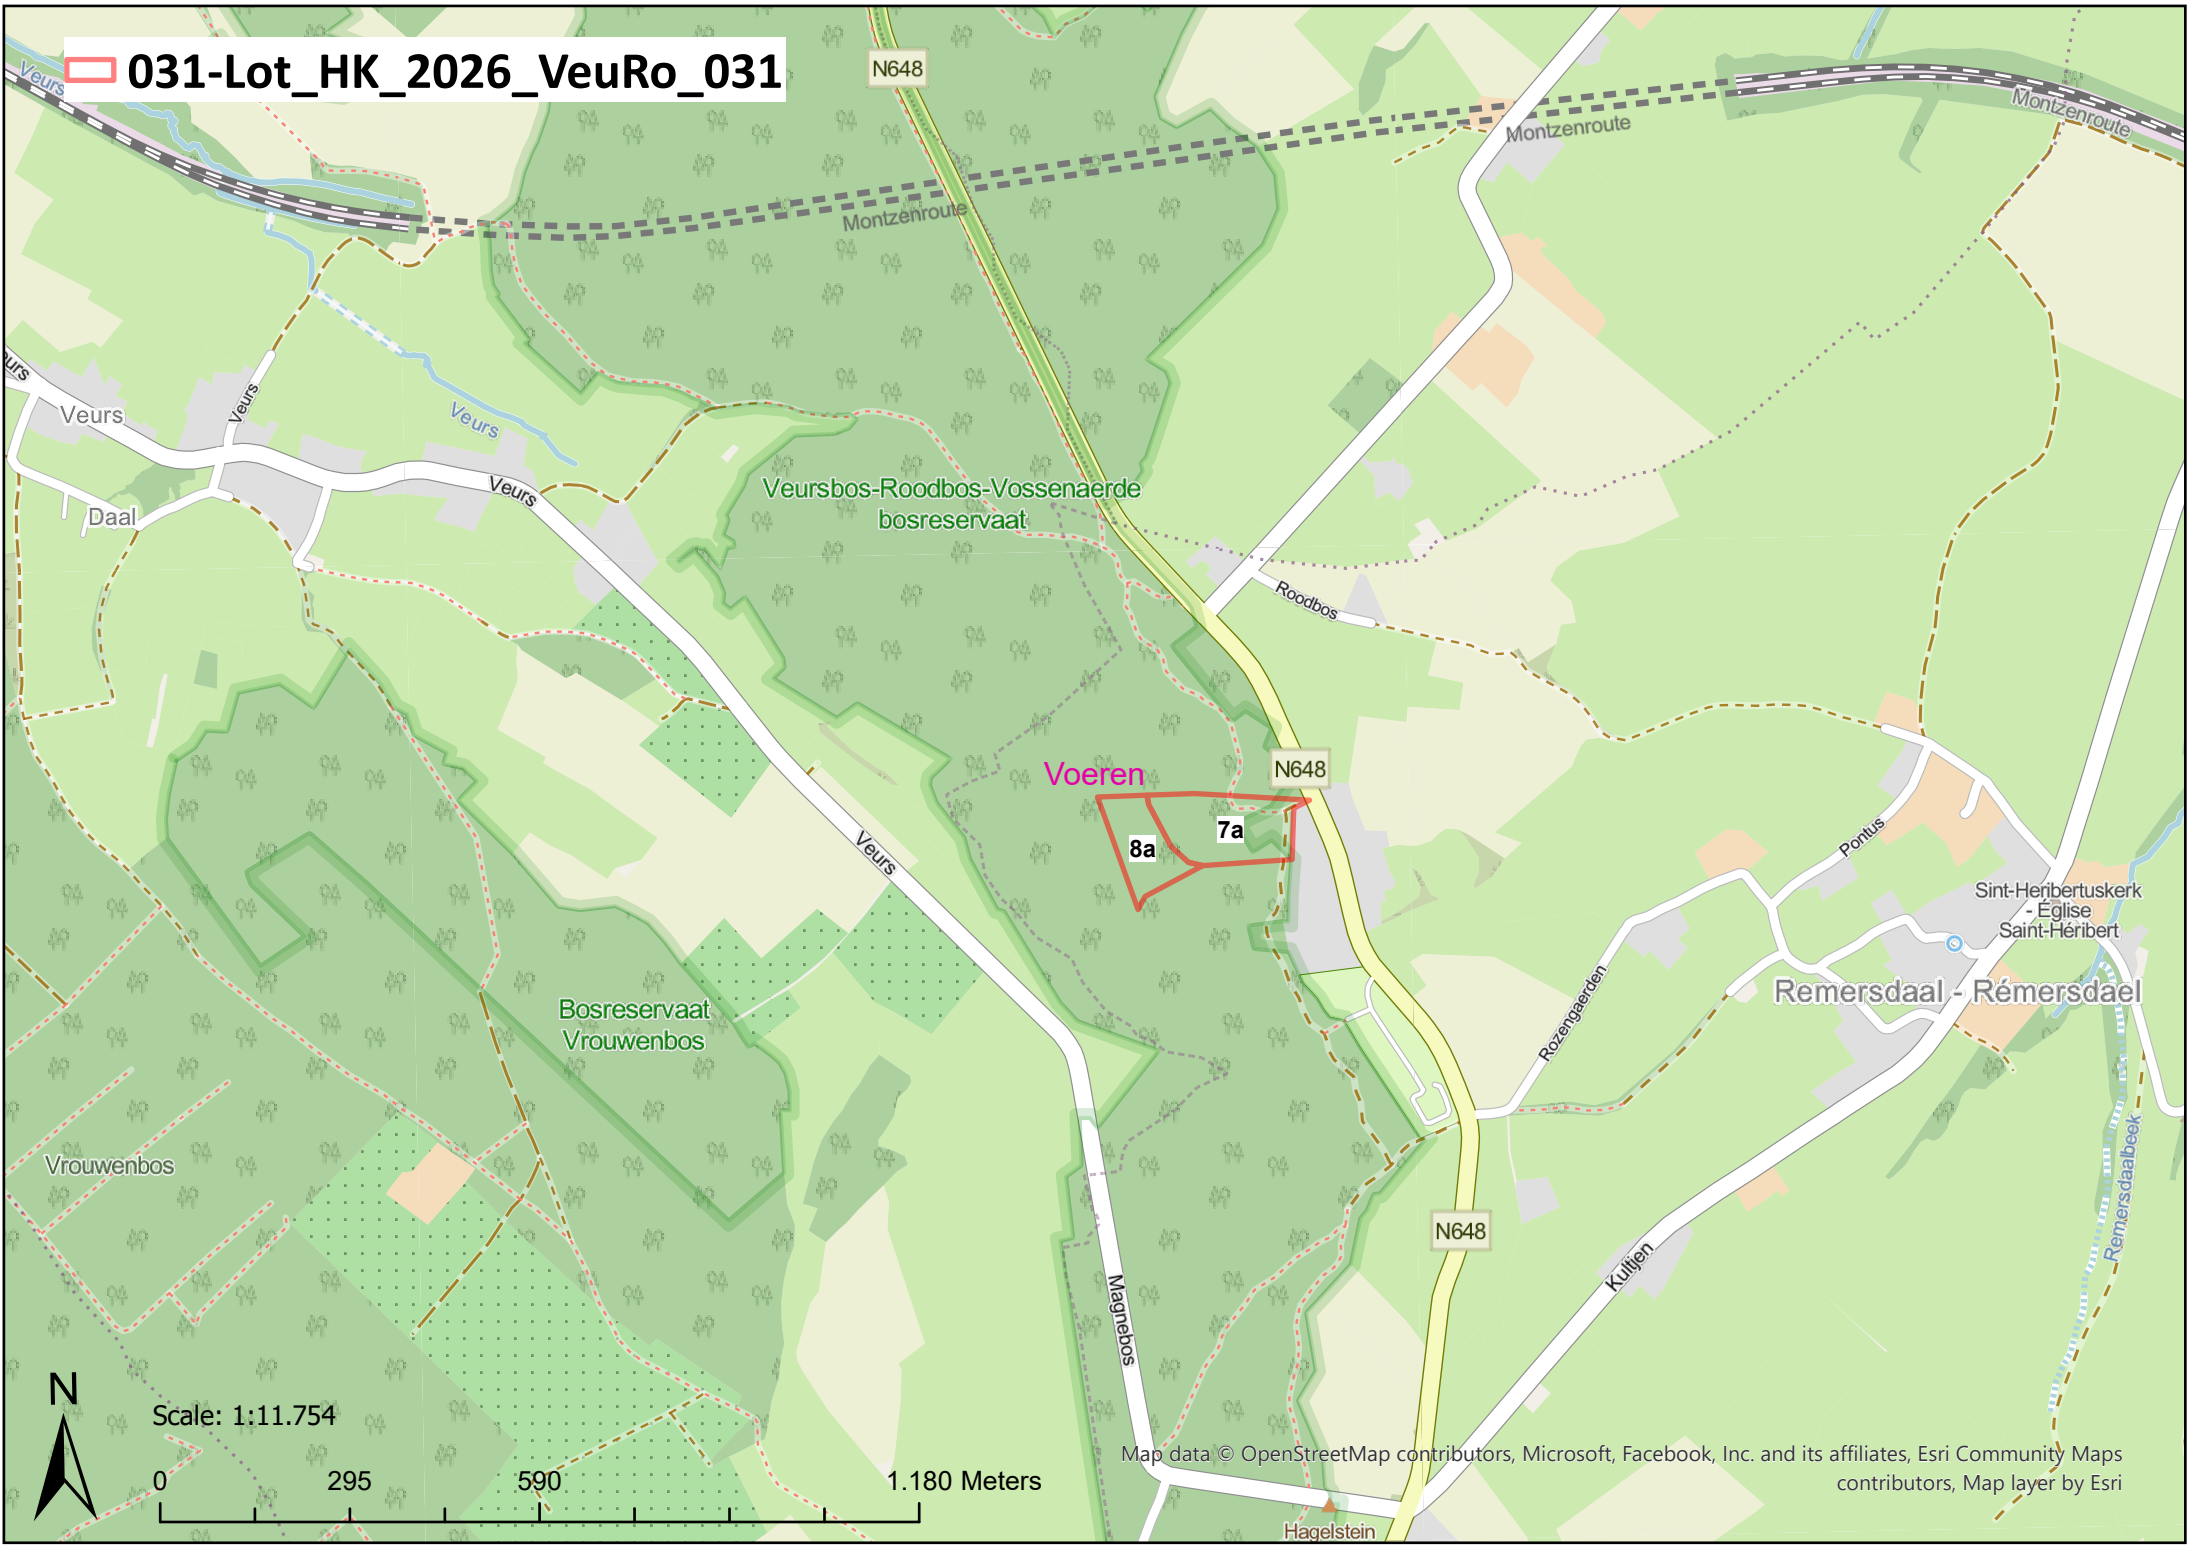 031-Lot_HK_2026_VeuRo_031
Veurs
N648
Montzenroute
Montzenroute
Montzenroute
eurs
Veurs
Veurs
Veurs
Veurs
Daal
Veursbos-Roodbos-Vossenaerde
bosreservaat
Roodbos
Voeren
N648
7a
8a
Veurs
Pontus
Sint-Heribertuskerk
- Église
Saint-Héribert
Remersdaal - Rémersdael
Rozengaerden
Bosreservaat
Vrouwenbos
Vrouwenbos
Remersdaalbeek
N648
Kultjen
Magnebos
N
Scale: 1:11.754
0 295 590 1.180 Meters
Map data © OpenStreetMap contributors, Microsoft, Facebook, Inc. and its affiliates, Esri Community Maps
contributors, Map layer by Esri
Hagelstein